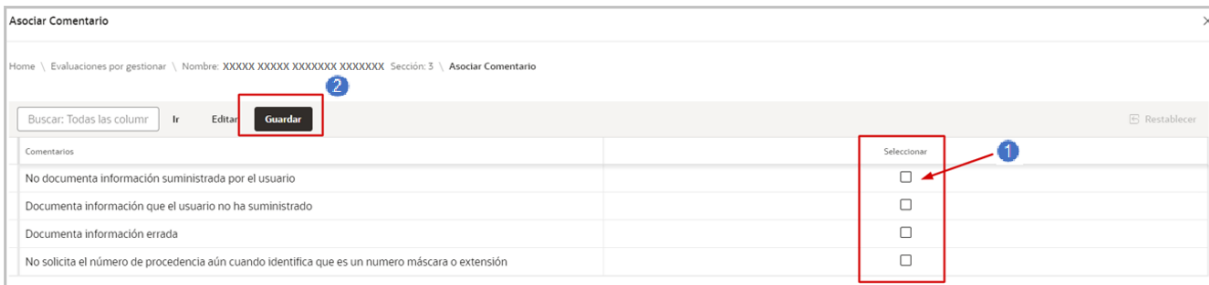 Asociar Comentario
Home \ Evaluaciones por gestionar \ Nombre: XXXXX XXXXX XXXXXXX XXXXXXX Sección: 3 \ Asociar Comentario
2
Buscar: Todas las columr Ir Editar Guardar Restablecer
Comentarios Seleccionar
1
No documenta información suministrada por el usuario
Documenta información que el usuario no ha suministrado
Documenta información errada
No solicita el número de procedencia aún cuando identifica que es un numero máscara o extensión